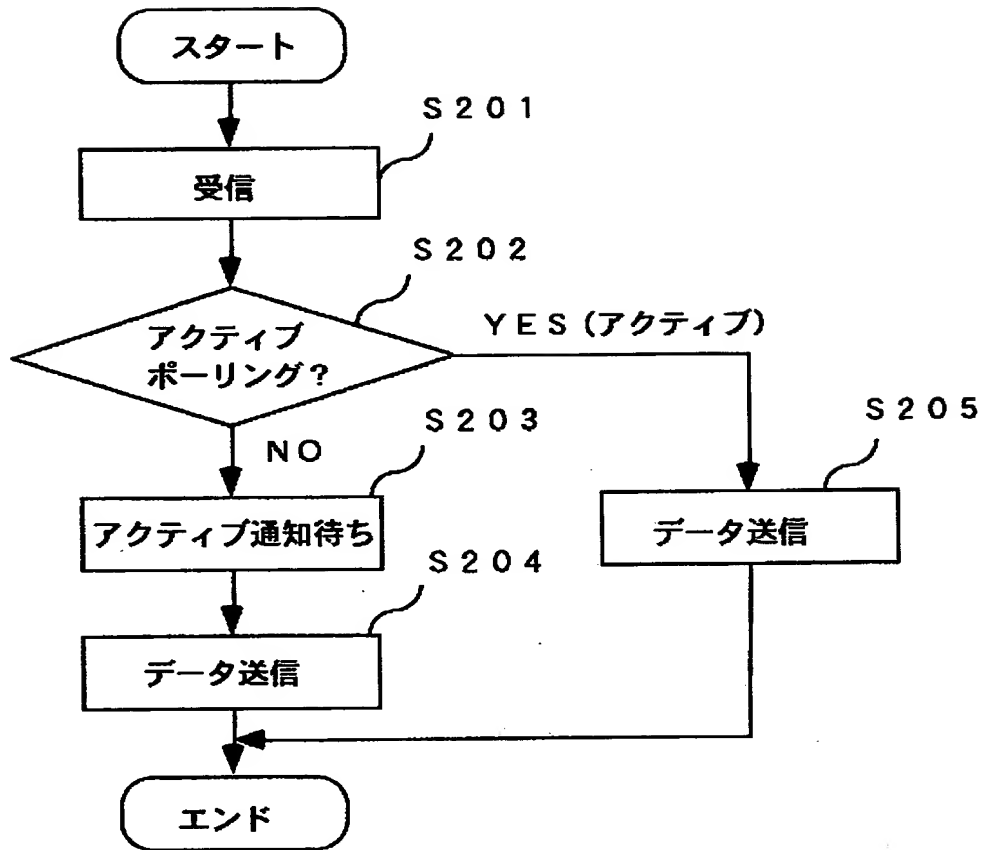 スタート
S201
受信
S202
アクティブ
ポーリング?
YES(アクティブ)
S203
NO
アクティブ通知待ち
S205
データ送信
S204
データ送信
エンド